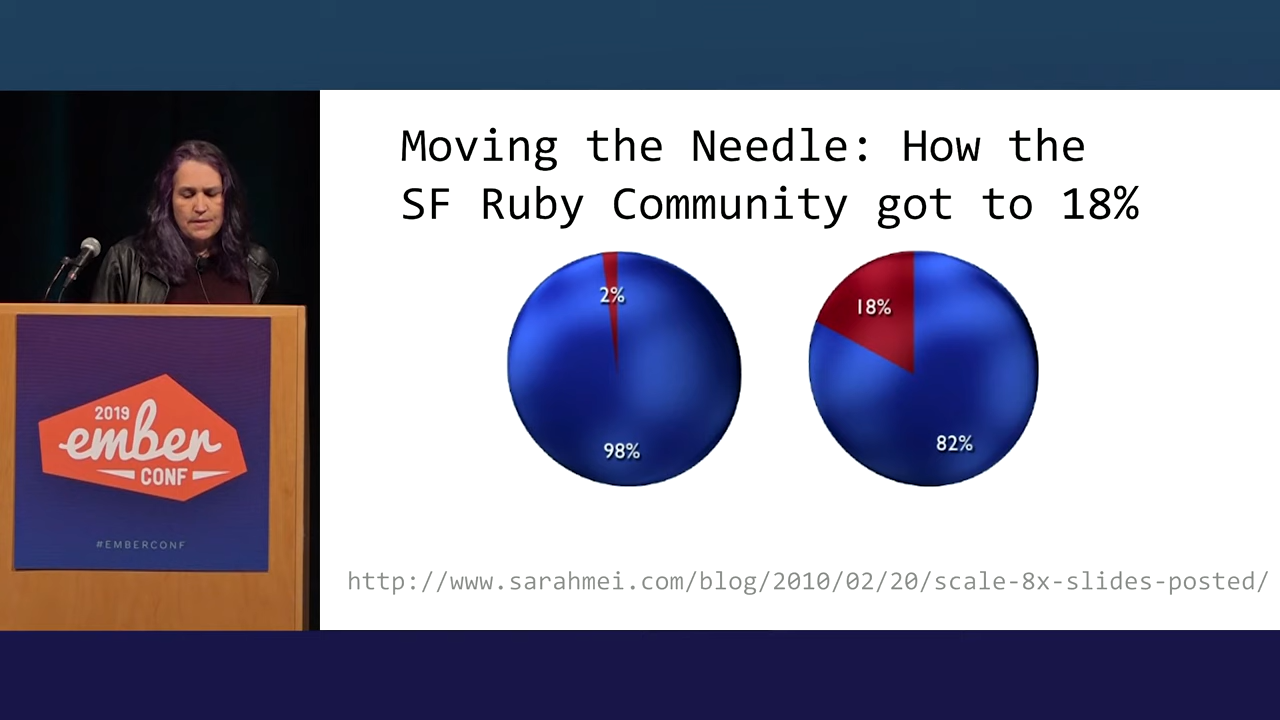 Moving the Needle: How the
SF Ruby Community got to 18%
2%
98%
18%
82%
http://www.sarahmei.com/blog/2010/02/20/scale-8x-slides-posted/
2019
ember
CONF
#EMBERCONF